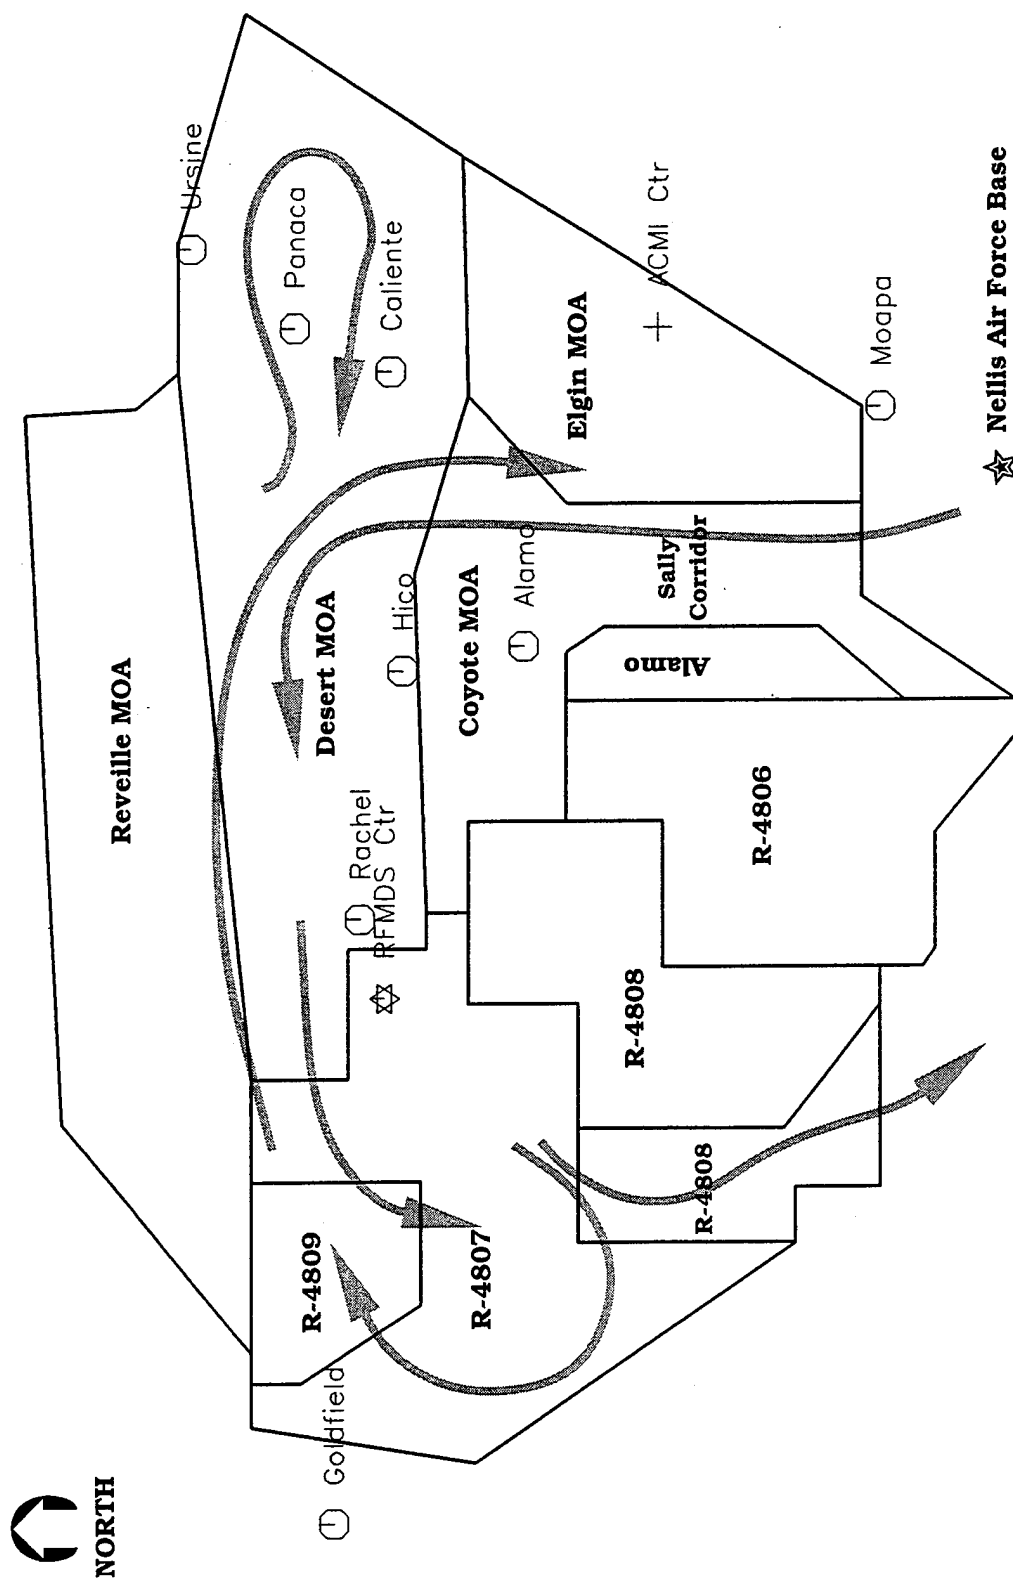 NORTH
Reveille MOA
Ursine
Panaca
Caliente
Desert MOA
Hico
Rachel
RFMDS Ctr
Goldfield
R-4809
R-4807
Coyote MOA
Alamo
Elgin MOA
ACMI Ctr
Sally
Corridor
Alamo
R-4808
R-4808
R-4806
Moapa
Nellis Air Force Base